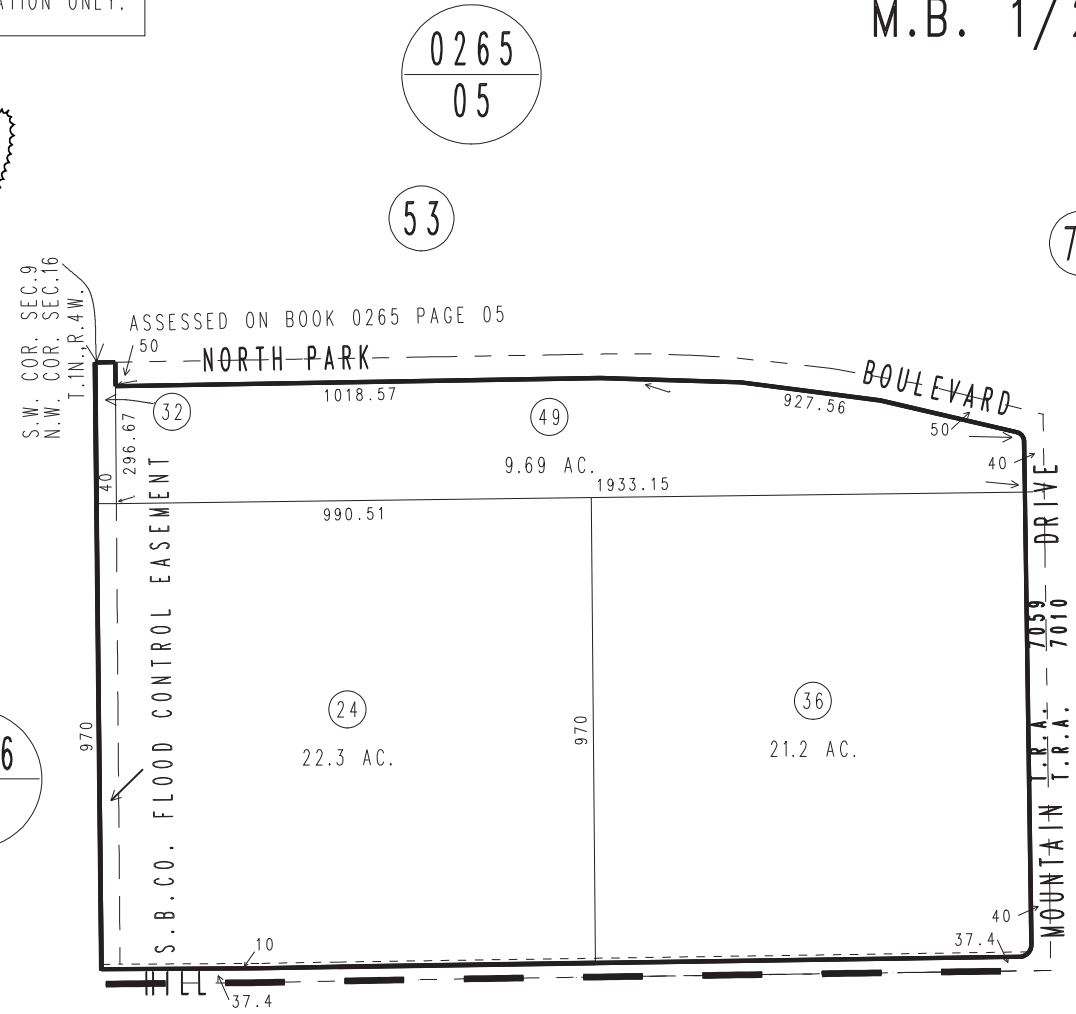 ATION ONLY.
M.B. 1/2
0265
05
53
7
S.W. COR. SEC.9
N.W. COR. SEC.16
T.1N.,R.4W.
ASSESSED ON BOOK 0265 PAGE 05
50
NORTH PARK
BOULEVARD
1018.57
927.56
32
49
50
296.67
9.69 AC.
40
40
1933.15
990.51
DRIVE
S.B.CO. FLOOD CONTROL EASEMENT
7059
7010
24
36
970
970
22.3 AC.
21.2 AC.
6
T.R.A.
T.R.A.
MOUNTAIN
40
37.4
10
HILL
37.4